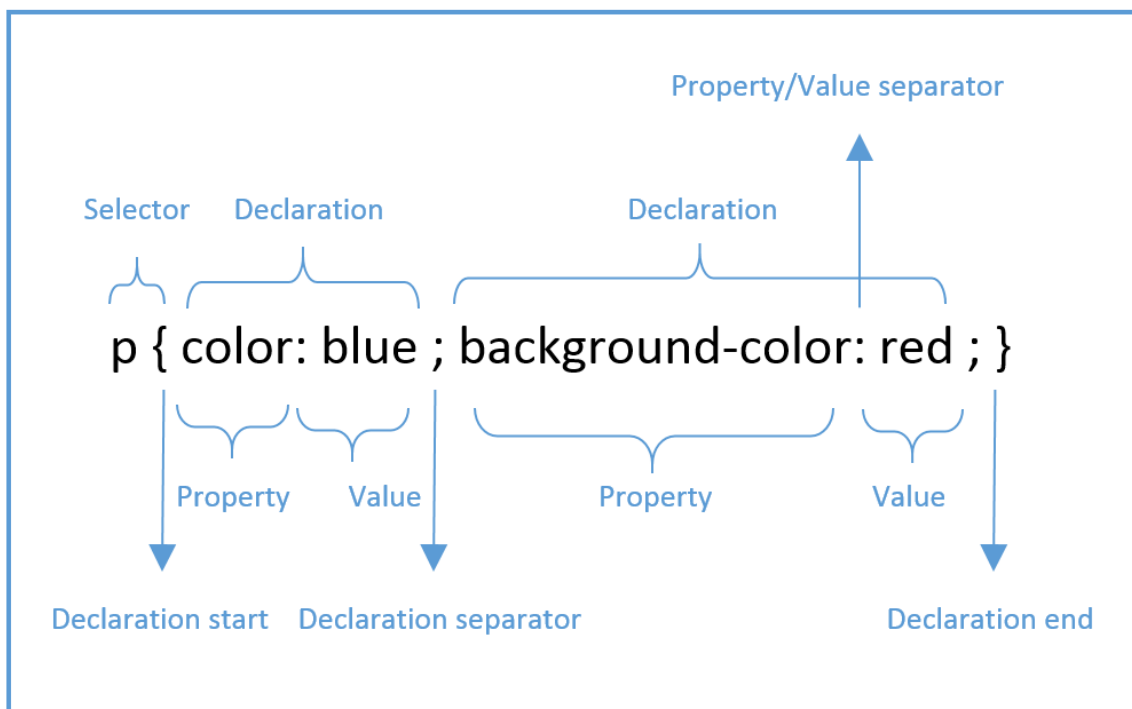 Property/Value separator
Selector Declaration Declaration
p { color: blue ; background-color: red ; }
Property Value Property Value
Declaration start Declaration separator Declaration end